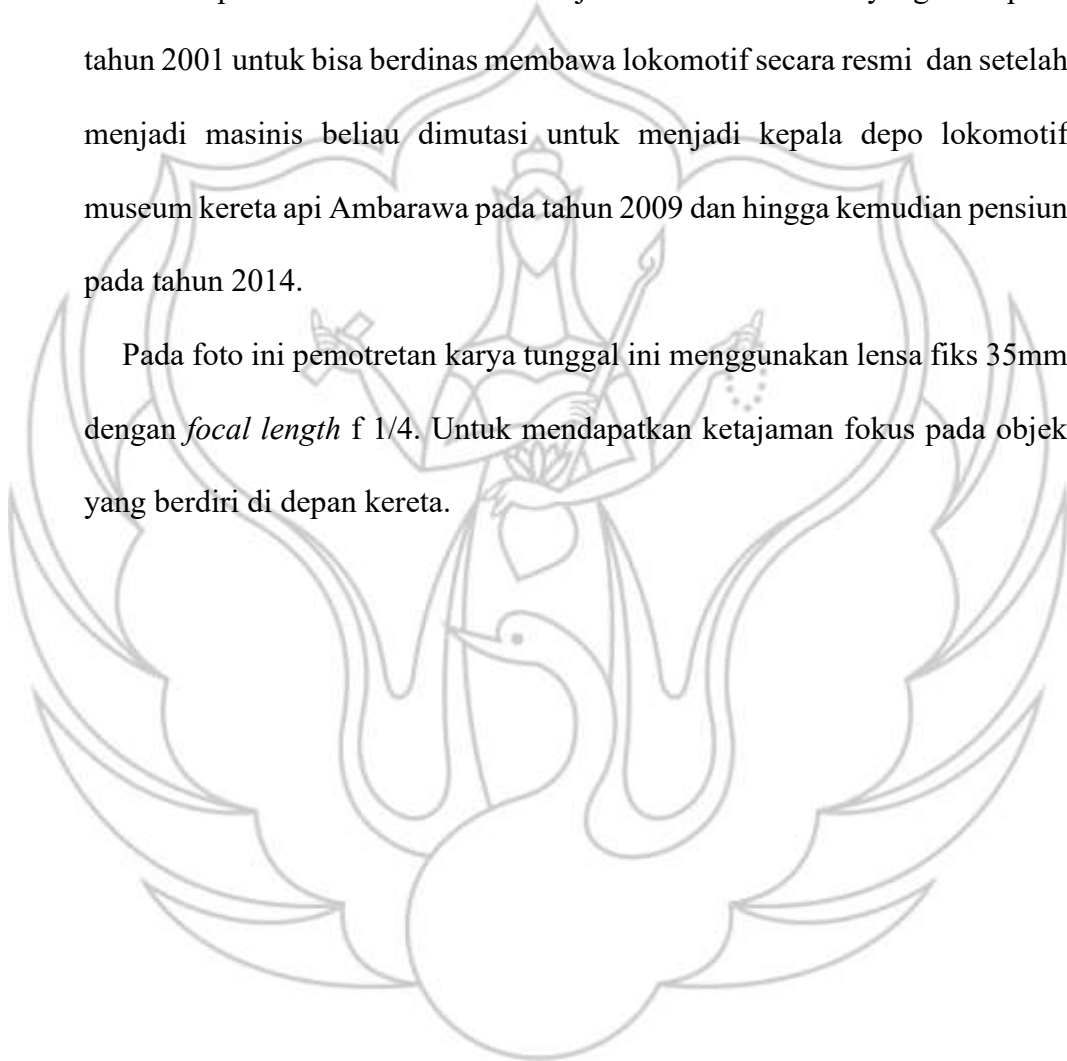 tahun 2001 untuk bisa berdinas membawa lokomotif secara resmi dan setelah
menjadi masinis beliau dimutasi untuk menjadi kepala depo lokomotif
museum kereta api Ambarawa pada tahun 2009 dan hingga kemudian pensiun
pada tahun 2014.
Pada foto ini pemotretan karya tunggal ini menggunakan lensa fiks 35mm
dengan focal length f 1/4. Untuk mendapatkan ketajaman fokus pada objek
yang berdiri di depan kereta.